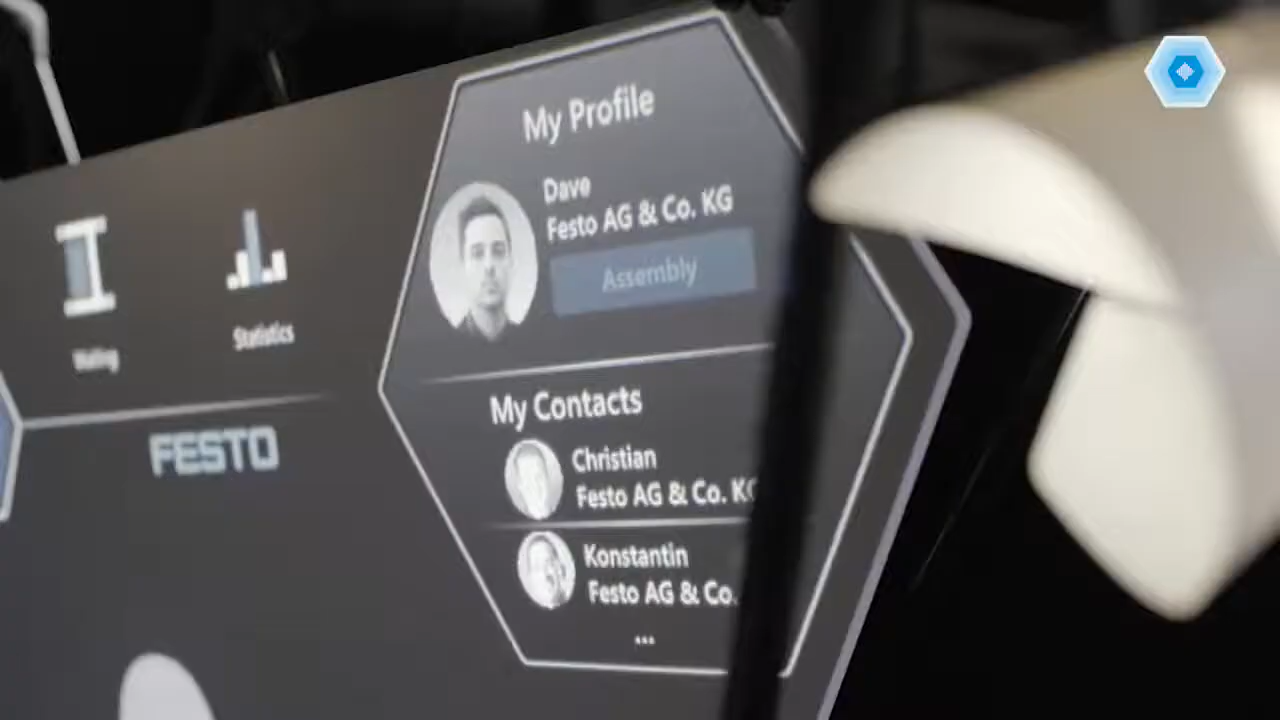 My Profile
Dave
Festo AG & Co. KG
Assembly
Statistics
FESTO
My Contacts
Christian
Festo AG & Co. KG
Konstantin
Festo AG & Co.
...